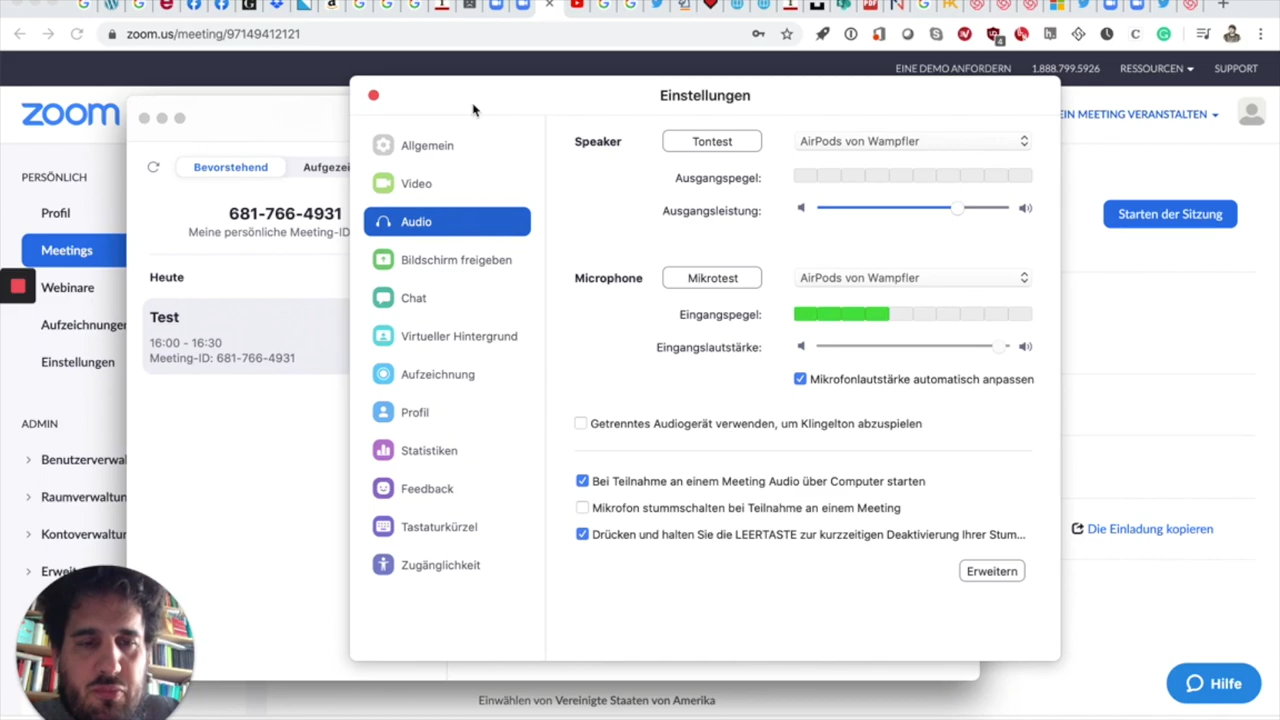 zoom.us/meeting/97149412121
4
EINE DEMO ANFORDERN 1.888.799.5926 RESSOURCEN SUPPORT
zoom
EIN MEETING VERANSTALTEN
PERSÖNLICH
Profil
Meetings
Webinare
Aufzeichnungen
Einstellungen
ADMIN
Benutzerverwal
Raumverwaltun
Kontoverwaltun
Erweit
Bevorstehend Aufgezei
681-766-4931
Meine persönliche Meeting-ID
Heute
Test
16:00 - 16:30
Meeting-ID: 681-766-4931
Einstellungen
Allgemein
Video
Audio
Bildschirm freigeben
Chat
Virtueller Hintergrund
Aufzeichnung
Profil
Statistiken
Feedback
Tastaturkürzel
Zugänglichkeit
Speaker Tontest AirPods von Wampfler
Ausgangspegel:
Ausgangsleistung:
Microphone Mikrotest AirPods von Wampfler
Eingangspegel:
Eingangslautstärke:
Mikrofonlautstärke automatisch anpassen
Getrenntes Audiogerät verwenden, um Klingelton abzuspielen
Bei Teilnahme an einem Meeting Audio über Computer starten
Mikrofon stummschalten bei Teilnahme an einem Meeting
Drücken und halten Sie die LEERTASTE zur kurzzeitigen Deaktivierung Ihrer Stum...
Erweitern
Starten der Sitzung
Die Einladung kopieren
Einwählen von Vereinigte Staaten von Amerika
Hilfe